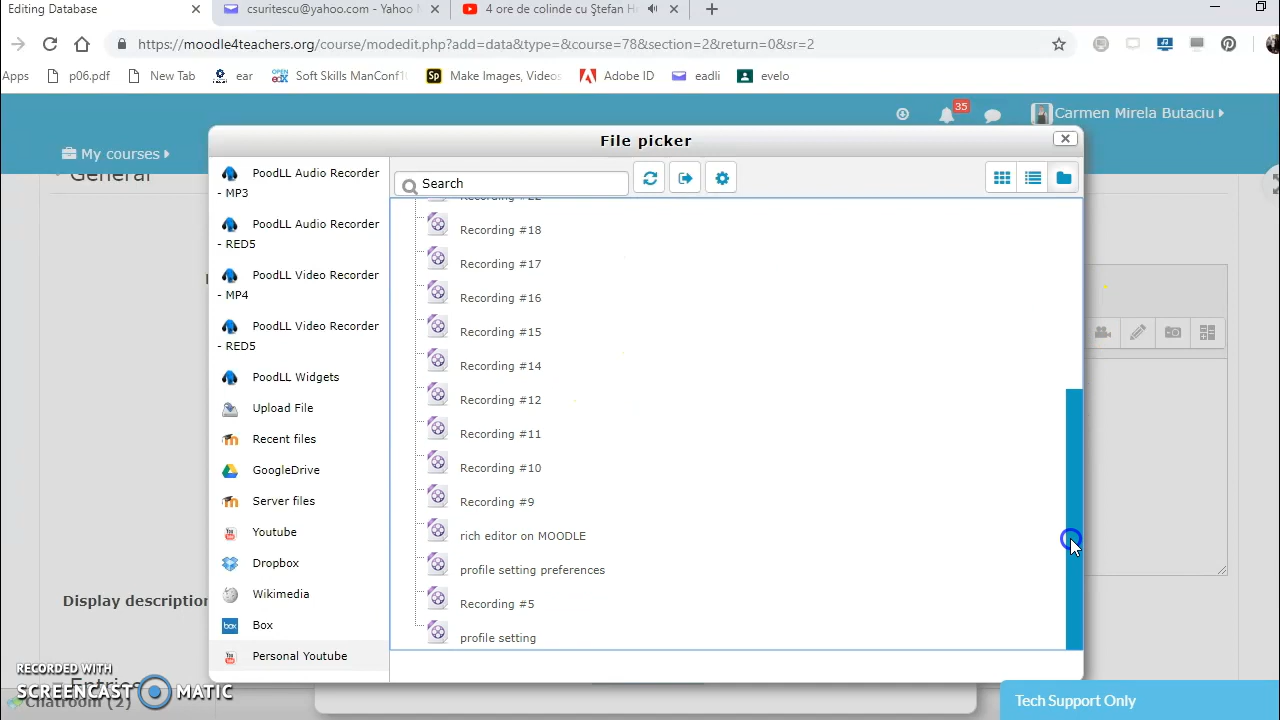 Editing Database
csuritescu@yahoo.com - Yahoo M
4 ore de colinde cu Ştefan H
https://moodle4teachers.org/course/modedit.php?add=data&type=&course=78&section=2&return=0&sr=2
Apps
p06.pdf
New Tab
ear
Soft Skills ManConf1
Make Images, Videos
Adobe ID
eadli
evelo
35
Carmen Mirela Butaciu
My courses
General
File picker
PoodLL Audio Recorder
- MP3
PoodLL Audio Recorder
- RED5
PoodLL Video Recorder
- MP4
PoodLL Video Recorder
- RED5
PoodLL Widgets
Upload File
Recent files
GoogleDrive
Server files
Youtube
Dropbox
Wikimedia
Box
Personal Youtube
Search
Recording #22
Recording #18
Recording #17
Recording #16
Recording #15
Recording #14
Recording #12
Recording #11
Recording #10
Recording #9
rich editor on MOODLE
profile setting preferences
Recording #5
profile setting
Display description
Entries
RECORDED WITH
SCREENCAST MATIC
Chatroom (2)
Tech Support Only